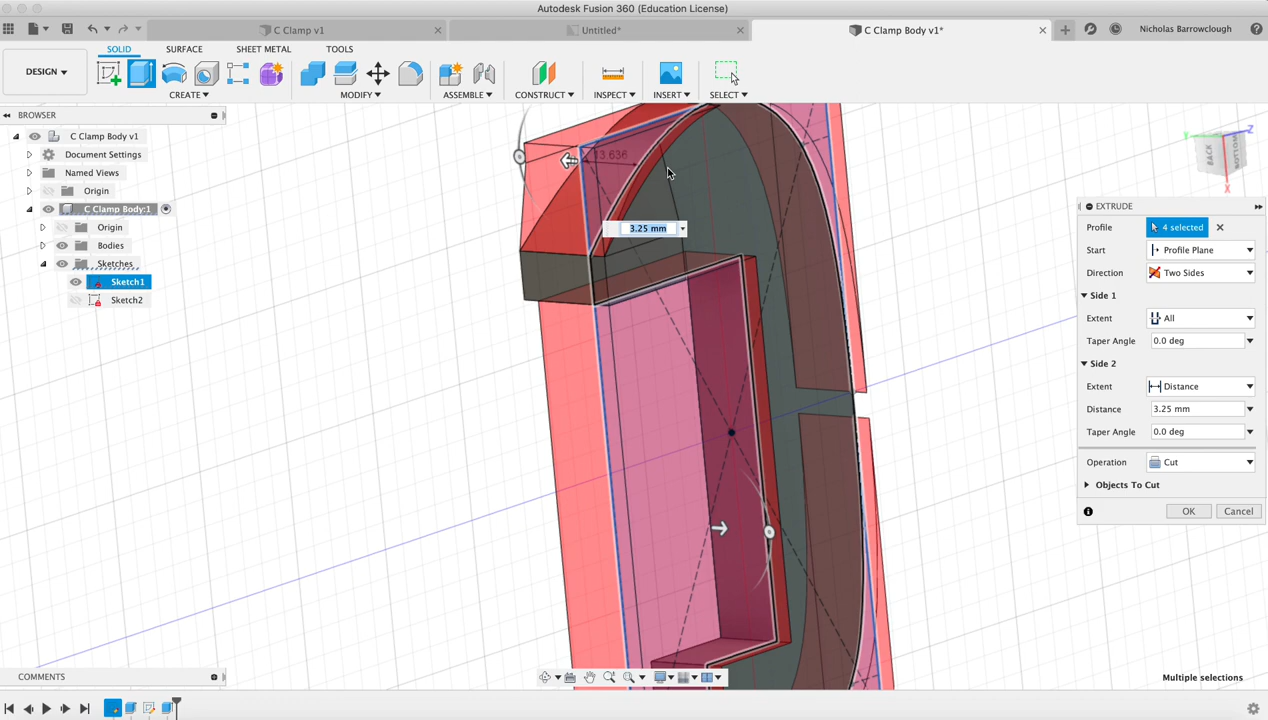 Autodesk Fusion 360 (Education License)
C Clamp v1
Untitled*
C Clamp Body v1*
Nicholas Barrowclough
SOLID
SURFACE
SHEET METAL
TOOLS
DESIGN
CREATE
MODIFY
ASSEMBLE
CONSTRUCT
INSPECT
INSERT
SELECT
BROWSER
C Clamp Body v1
Document Settings
Named Views
Origin
C Clamp Body:1
Origin
Bodies
Sketches
Sketch1
Sketch2
13.636
3.25 mm
BACK
BOTTOM
Y
Z
X
EXTRUDE
Profile 4 selected
Start Profile Plane
Direction Two Sides
Side 1
Extent All
Taper Angle 0.0 deg
Side 2
Extent Distance
Distance 3.25 mm
Taper Angle 0.0 deg
Operation Cut
Objects To Cut
OK Cancel
COMMENTS
Multiple selections